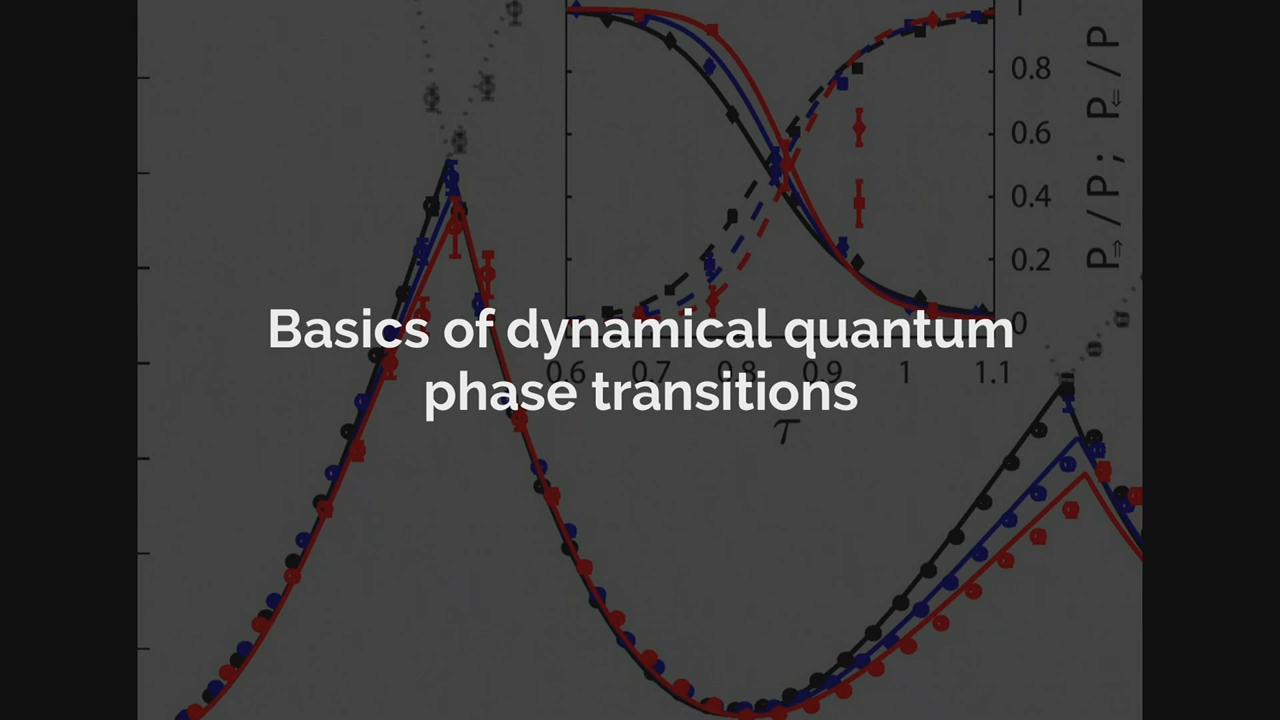 1
0.8
0.6
0.4
0.2
0
P⇒ / P ; P⇐ / P
0.6 0.7 0.8 0.9 1 1.1
τ
Basics of dynamical quantum
phase transitions